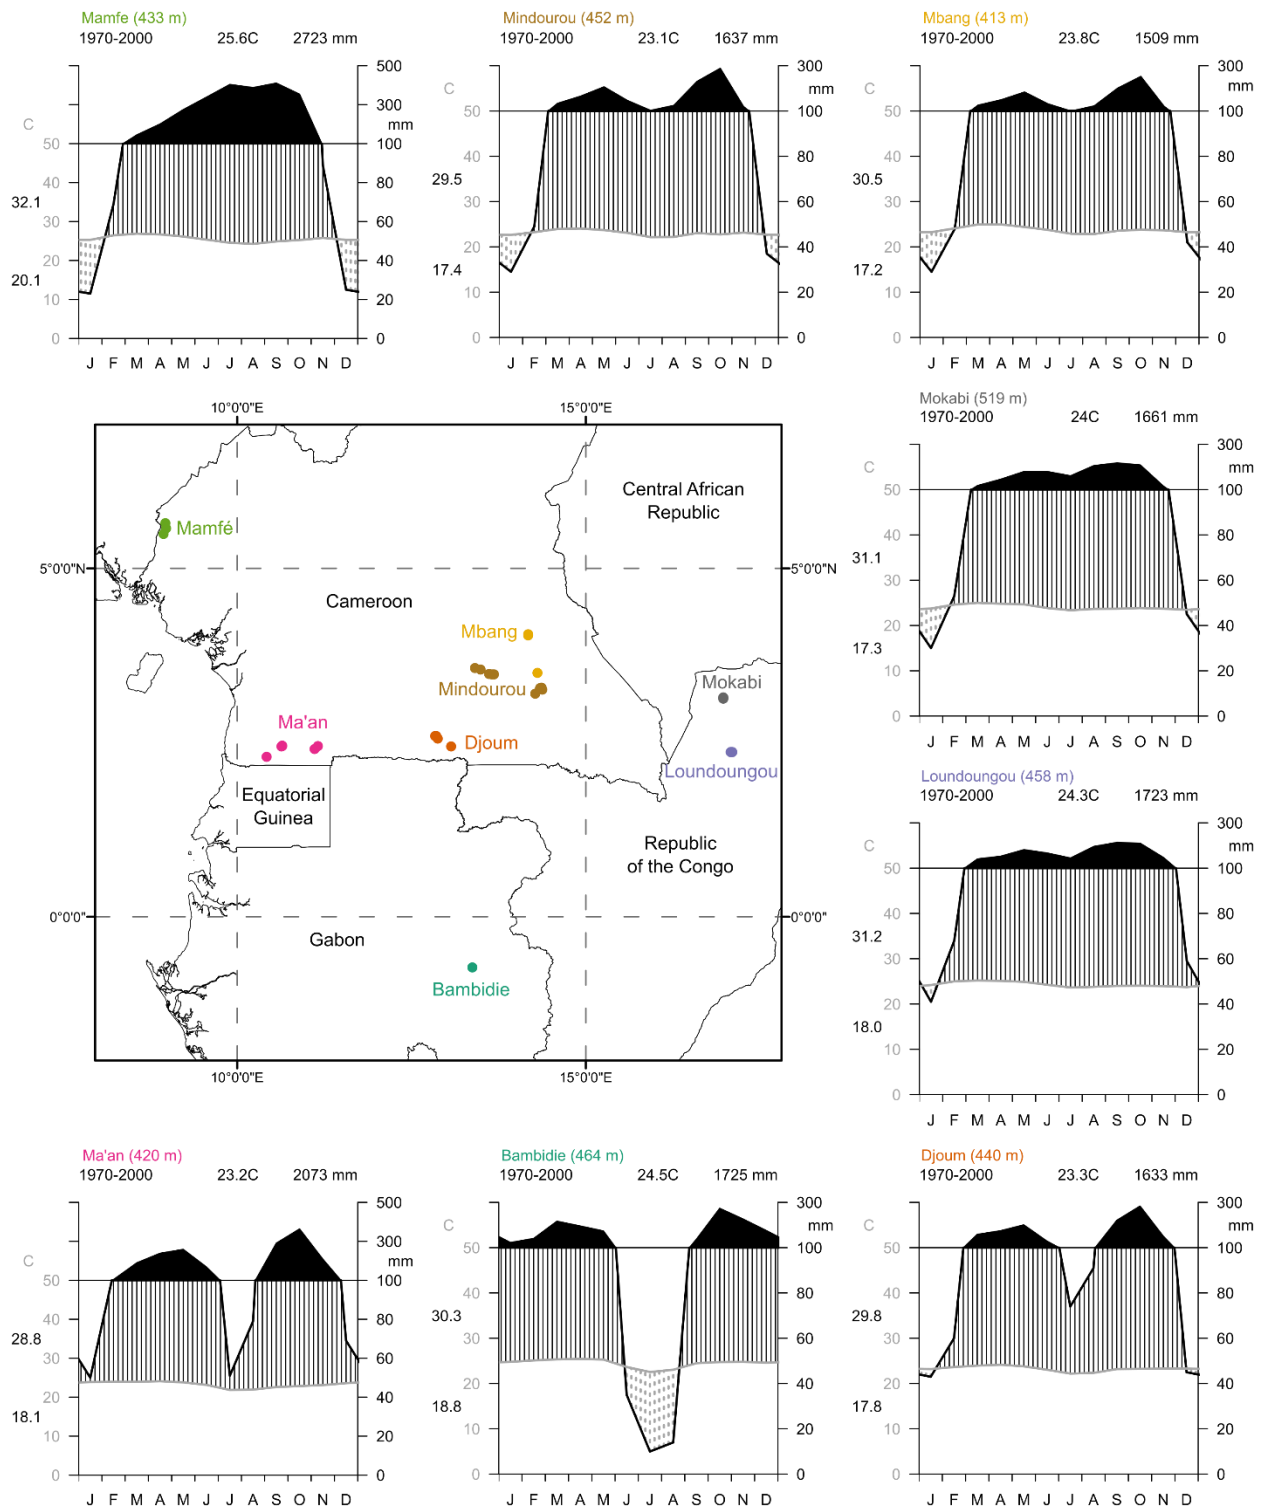 Mamfe (433 m)
1970-2000 25.6C 2723 mm
500
300
mm
100
80
60
40
20
0
C
50
40
30
20
10
0
32.1
20.1
J F M A M J J A S O N D
Mindourou (452 m)
1970-2000 23.1C 1637 mm
300
mm
100
80
60
40
20
0
C
50
40
30
20
10
0
29.5
17.4
J F M A M J J A S O N D
Mbang (413 m)
1970-2000 23.8C 1509 mm
300
mm
100
80
60
40
20
0
C
50
40
30
20
10
0
30.5
17.2
J F M A M J J A S O N D
10°0'0"E 15°0'0"E
5°0'0"N 5°0'0"N
0°0'0" 0°0'0"
10°0'0"E 15°0'0"E
Central African
Republic
Mamfé
Cameroon
Mbang
Mindourou
Mokabi
Ma'an
Djoum
Loundoungou
Equatorial
Guinea
Republic
of the Congo
Gabon
Bambidie
Mokabi (519 m)
1970-2000 24C 1661 mm
300
mm
100
80
60
40
20
0
C
50
40
30
20
10
0
31.1
17.3
J F M A M J J A S O N D
Loundoungou (458 m)
1970-2000 24.3C 1723 mm
300
mm
100
80
60
40
20
0
C
50
40
30
20
10
0
31.2
18.0
J F M A M J J A S O N D
Ma'an (420 m)
1970-2000 23.2C 2073 mm
500
300
mm
100
80
60
40
20
0
C
50
40
30
20
10
0
28.8
18.1
J F M A M J J A S O N D
Bambidie (464 m)
1970-2000 24.5C 1725 mm
300
mm
100
80
60
40
20
0
C
50
40
30
20
10
0
30.3
18.8
J F M A M J J A S O N D
Djoum (440 m)
1970-2000 23.3C 1633 mm
300
mm
100
80
60
40
20
0
C
50
40
30
20
10
0
29.8
17.8
J F M A M J J A S O N D